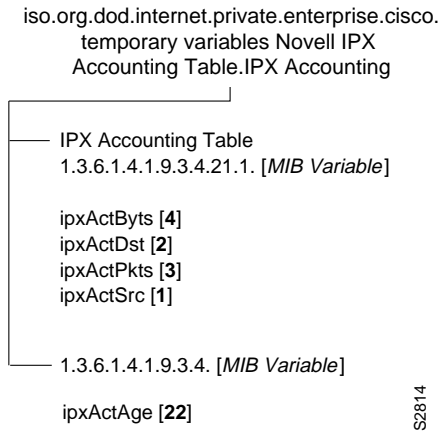 iso.org.dod.internet.private.enterprise.cisco.
temporary variables Novell IPX
Accounting Table.IPX Accounting
IPX Accounting Table
1.3.6.1.4.1.9.3.4.21.1. [MIB Variable]
ipxActByts [4]
ipxActDst [2]
ipxActPkts [3]
ipxActSrc [1]
1.3.6.1.4.1.9.3.4. [MIB Variable]
ipxActAge [22]
S2814